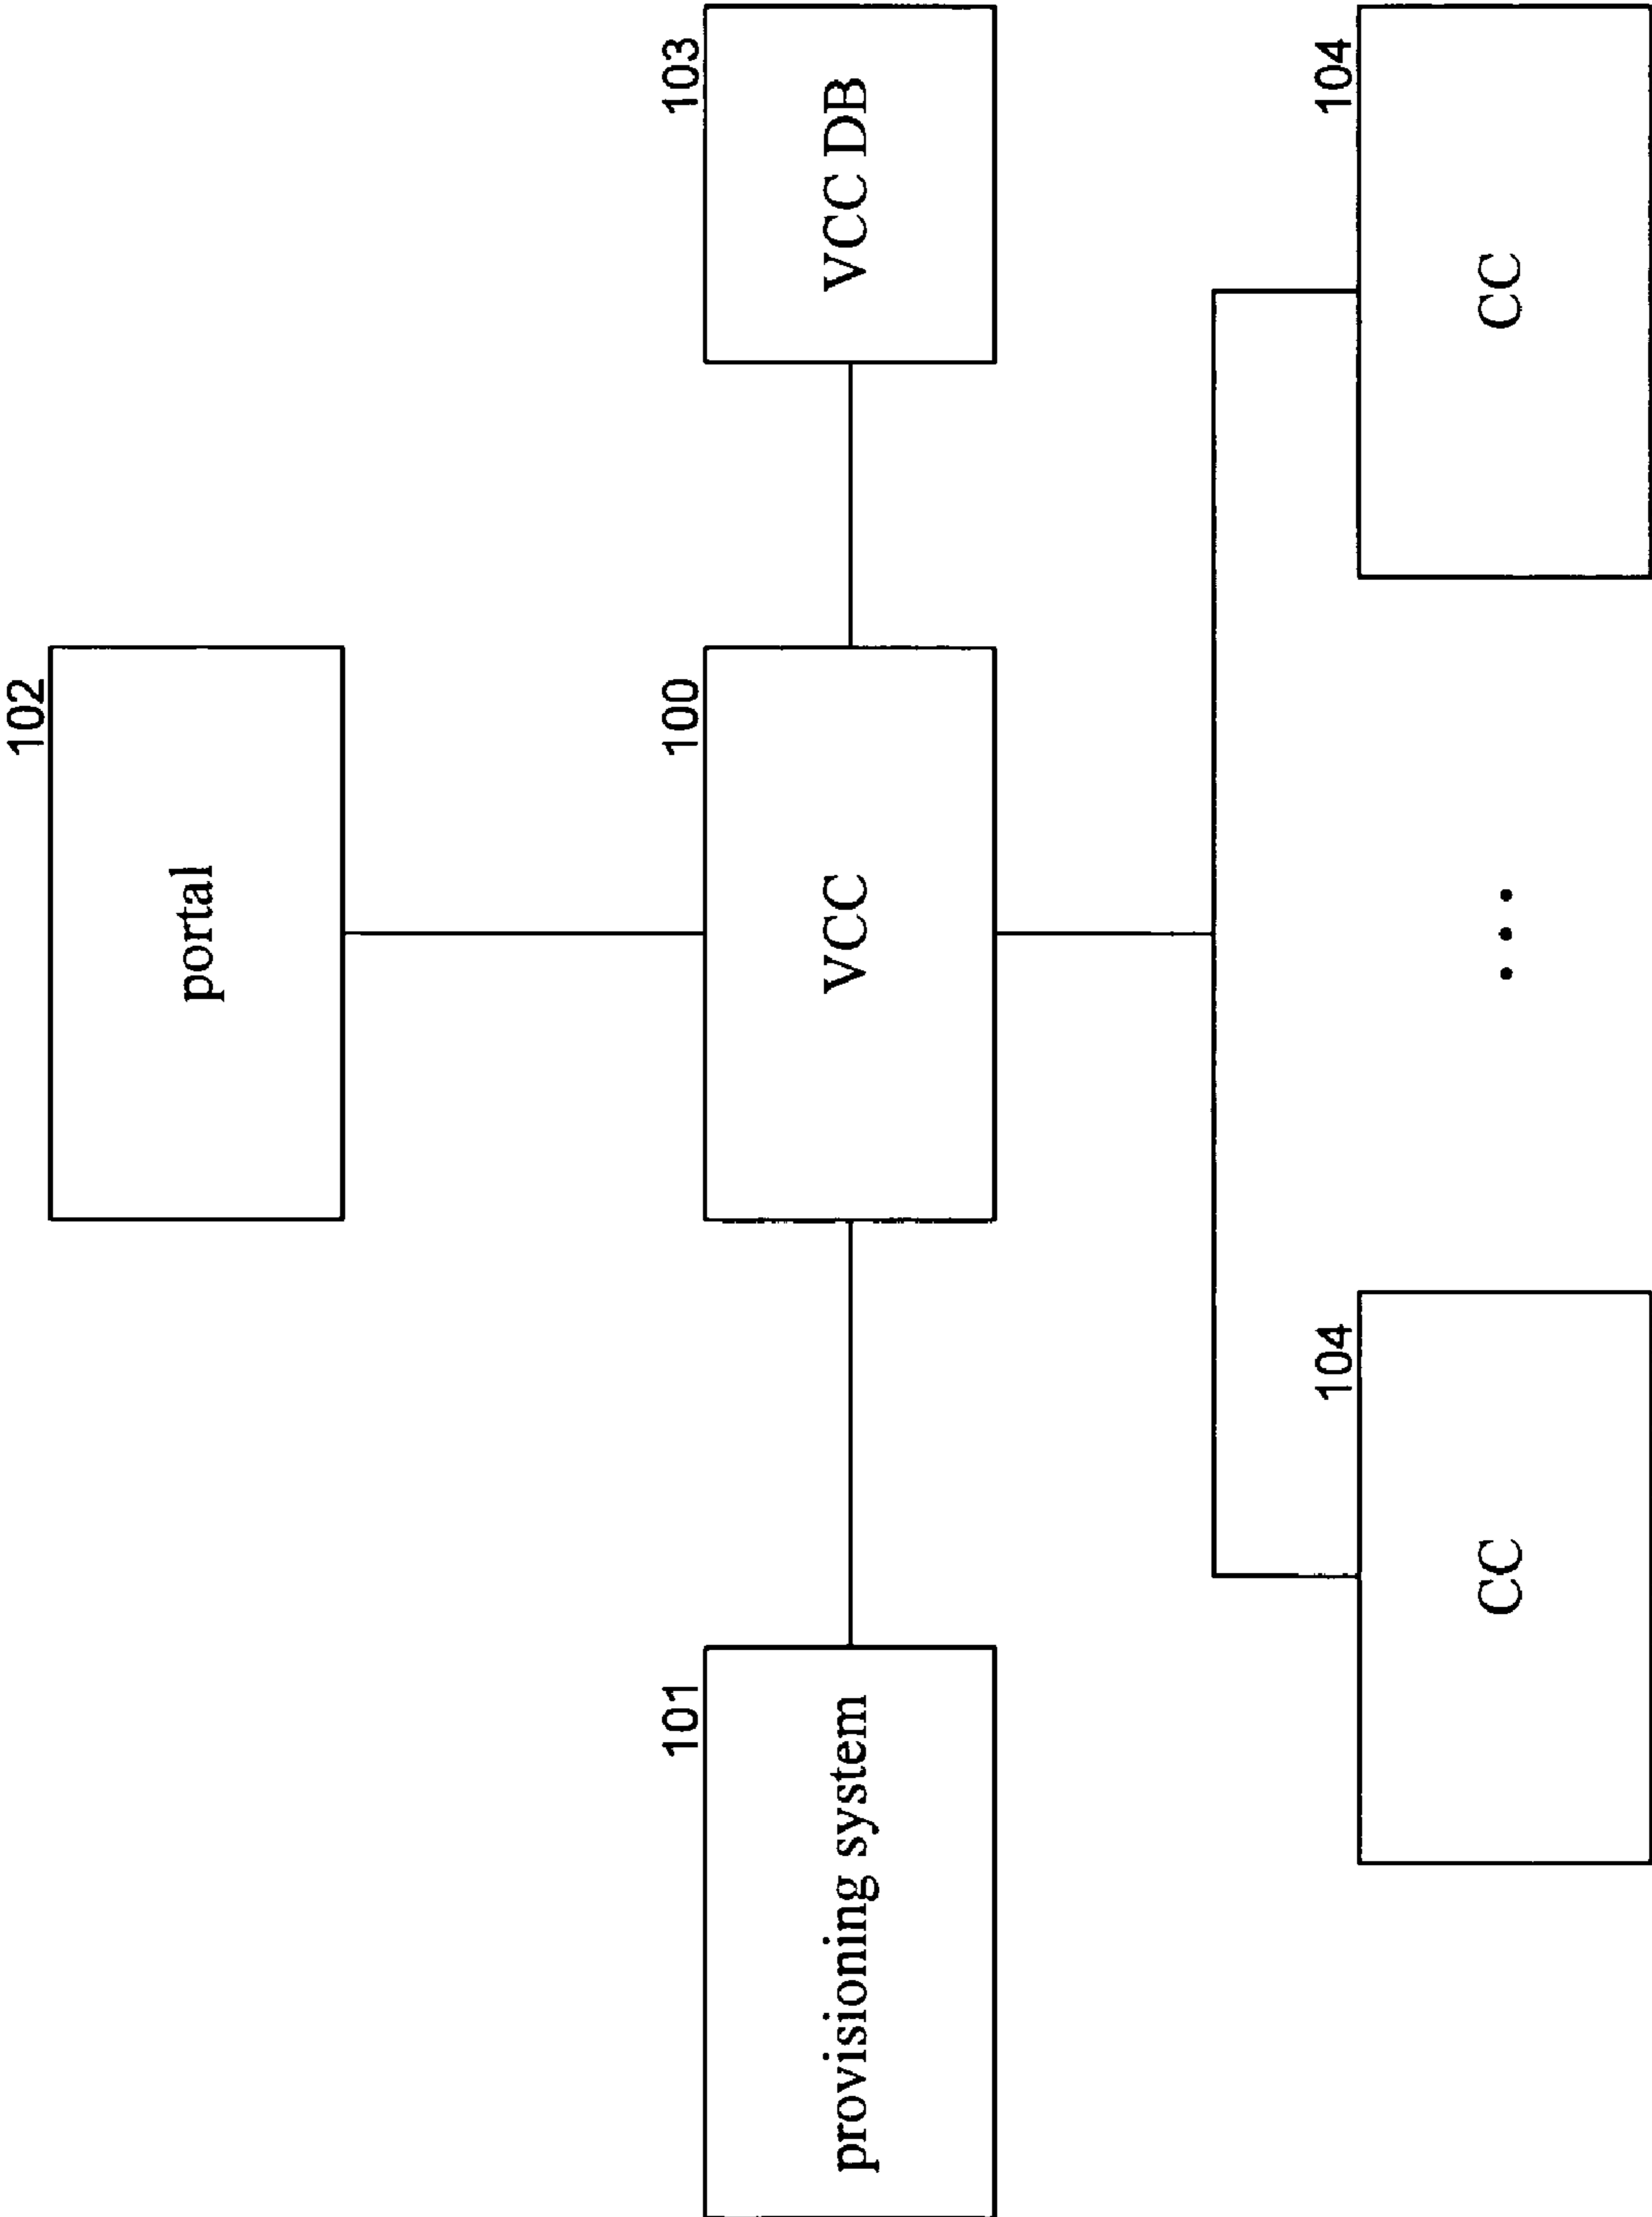 102
portal
101
provisioning system
100
VCC
103
VCC DB
104
CC
. . .
104
CC